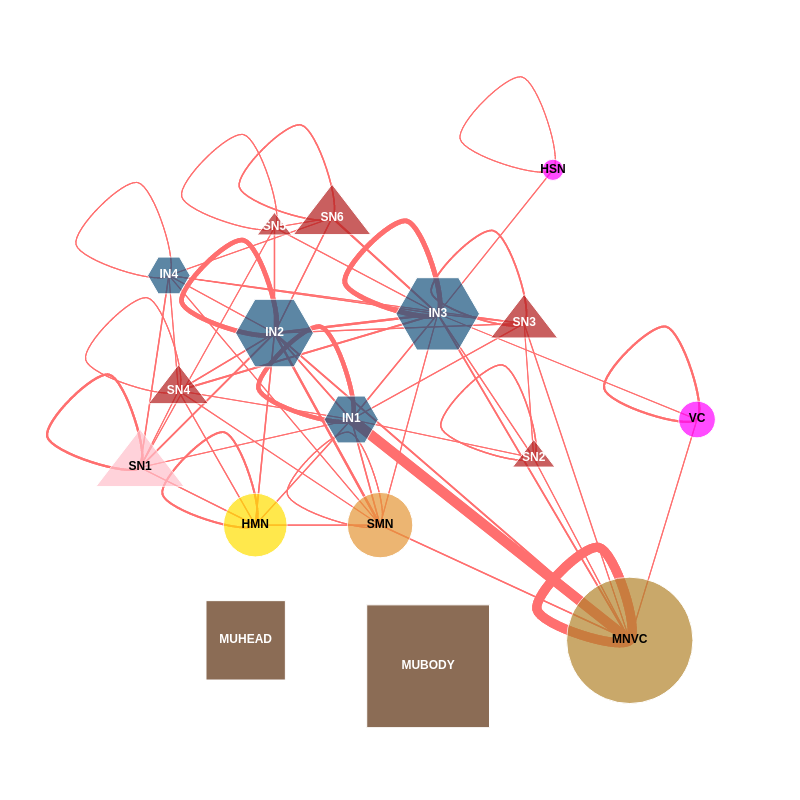 HSN
SN6
SN5
IN4
IN3
SN3
IN2
SN4
IN1
VC
SN2
SN1
HMN
SMN
MUHEAD
MNVC
MUBODY